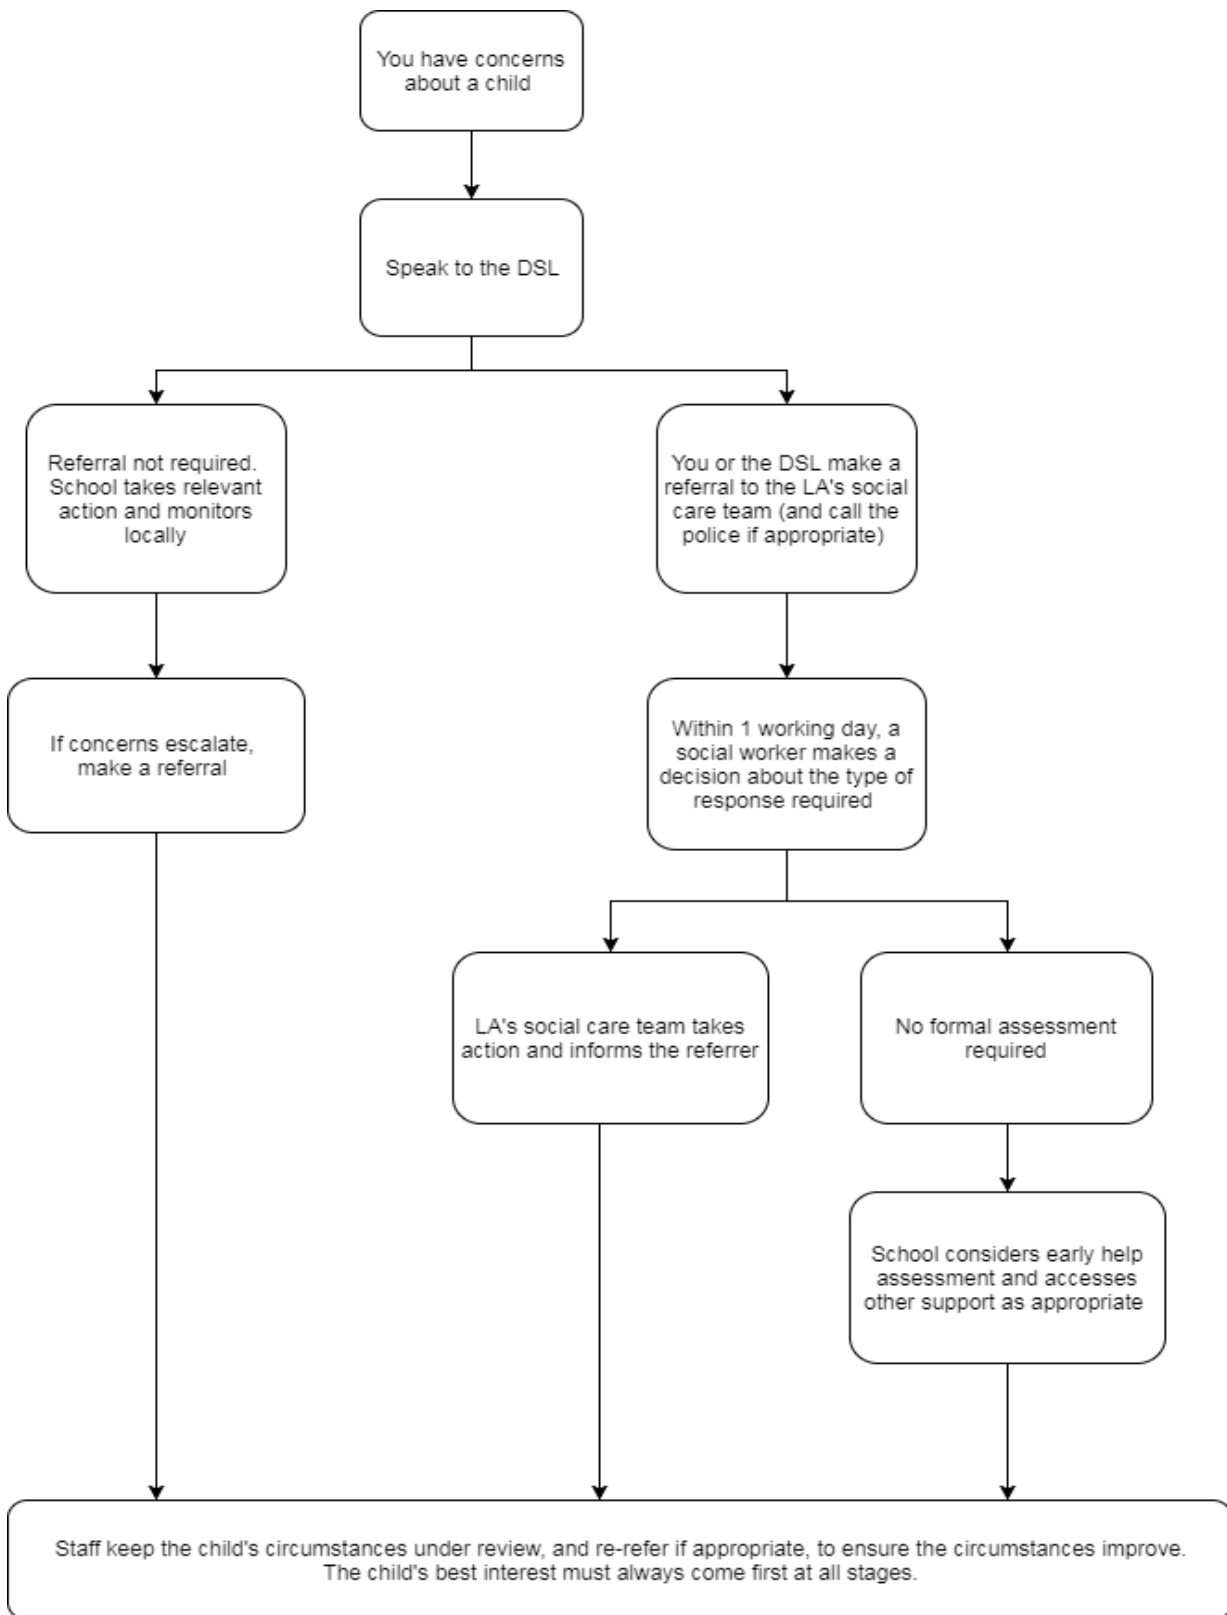 You have concerns
about a child
Speak to the DSL
Referral not required.
School takes relevant
action and monitors
locally
You or the DSL make a
referral to the LA's social
care team (and call the
police if appropriate)
If concerns escalate,
make a referral
Within 1 working day, a
social worker makes a
decision about the type of
response required
LA's social care team takes
action and informs the referrer
No formal assessment
required
School considers early help
assessment and accesses
other support as appropriate
Staff keep the child's circumstances under review, and re-refer if appropriate, to ensure the circumstances improve.
The child's best interest must always come first at all stages.